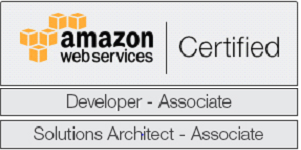 amazon
webservices
Certified
Developer - Associate
Solutions Architect - Associate